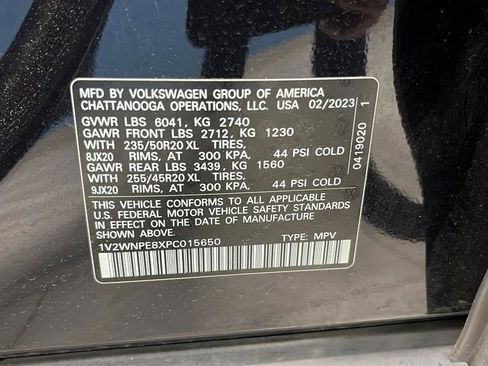 MFD BY VOLKSWAGEN GROUP OF AMERICA
CHATTANOOGA OPERATIONS, LLC. USA 02/2023
GVWR LBS 6041, KG 2740
GAWR FRONT LBS 2712, KG 1230
WITH 235/50R20 XL TIRES,
8JX20 RIMS, AT 300 KPA, 44 PSI COLD
GAWR REAR LBS 3439, KG 1560
WITH 255/45R20 XL TIRES,
9JX20 RIMS, AT 300 KPA, 44 PSI COLD
THIS VEHICLE CONFORMS TO ALL APPLICABLE
U.S. FEDERAL MOTOR VEHICLE SAFETY STANDARDS
IN EFFECT ON THE DATE OF MANUFACTURE
SHOWN ABOVE.
1V2WNPE8XPC015650 TYPE: MPV
0419020 1